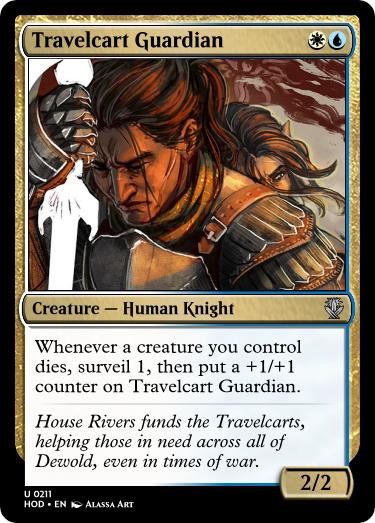 Travelcart Guardian
Creature — Human Knight
Whenever a creature you control
dies, surveil 1, then put a +1/+1
counter on Travelcart Guardian.
House Rivers funds the Travelcarts,
helping those in need across all of
Dewold, even in times of war.
2/2
U 0211
HOD • EN Alassa Art